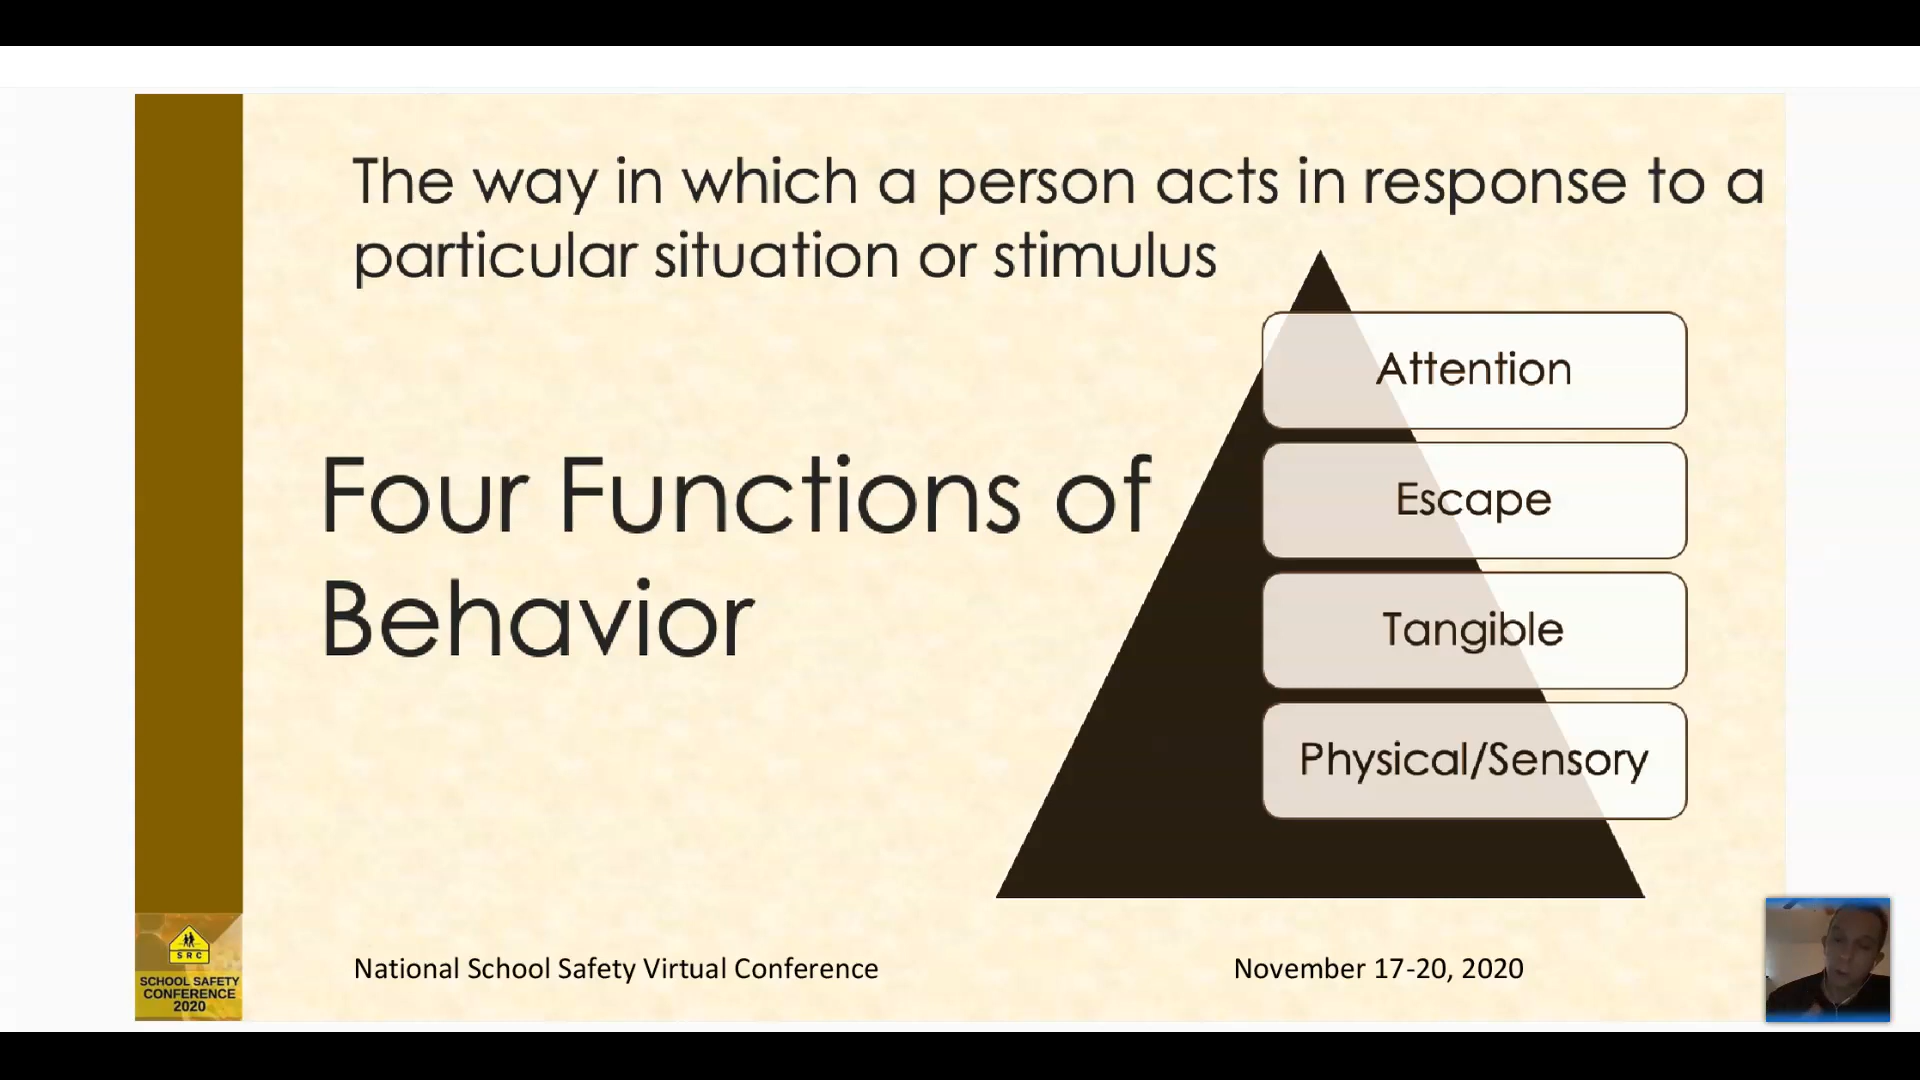 The way in which a person acts in response to a
particular situation or stimulus
Four Functions of
Behavior
Attention
Escape
Tangible
Physical/Sensory
SRC
SCHOOL SAFETY
CONFERENCE
2020
National School Safety Virtual Conference
November 17-20, 2020